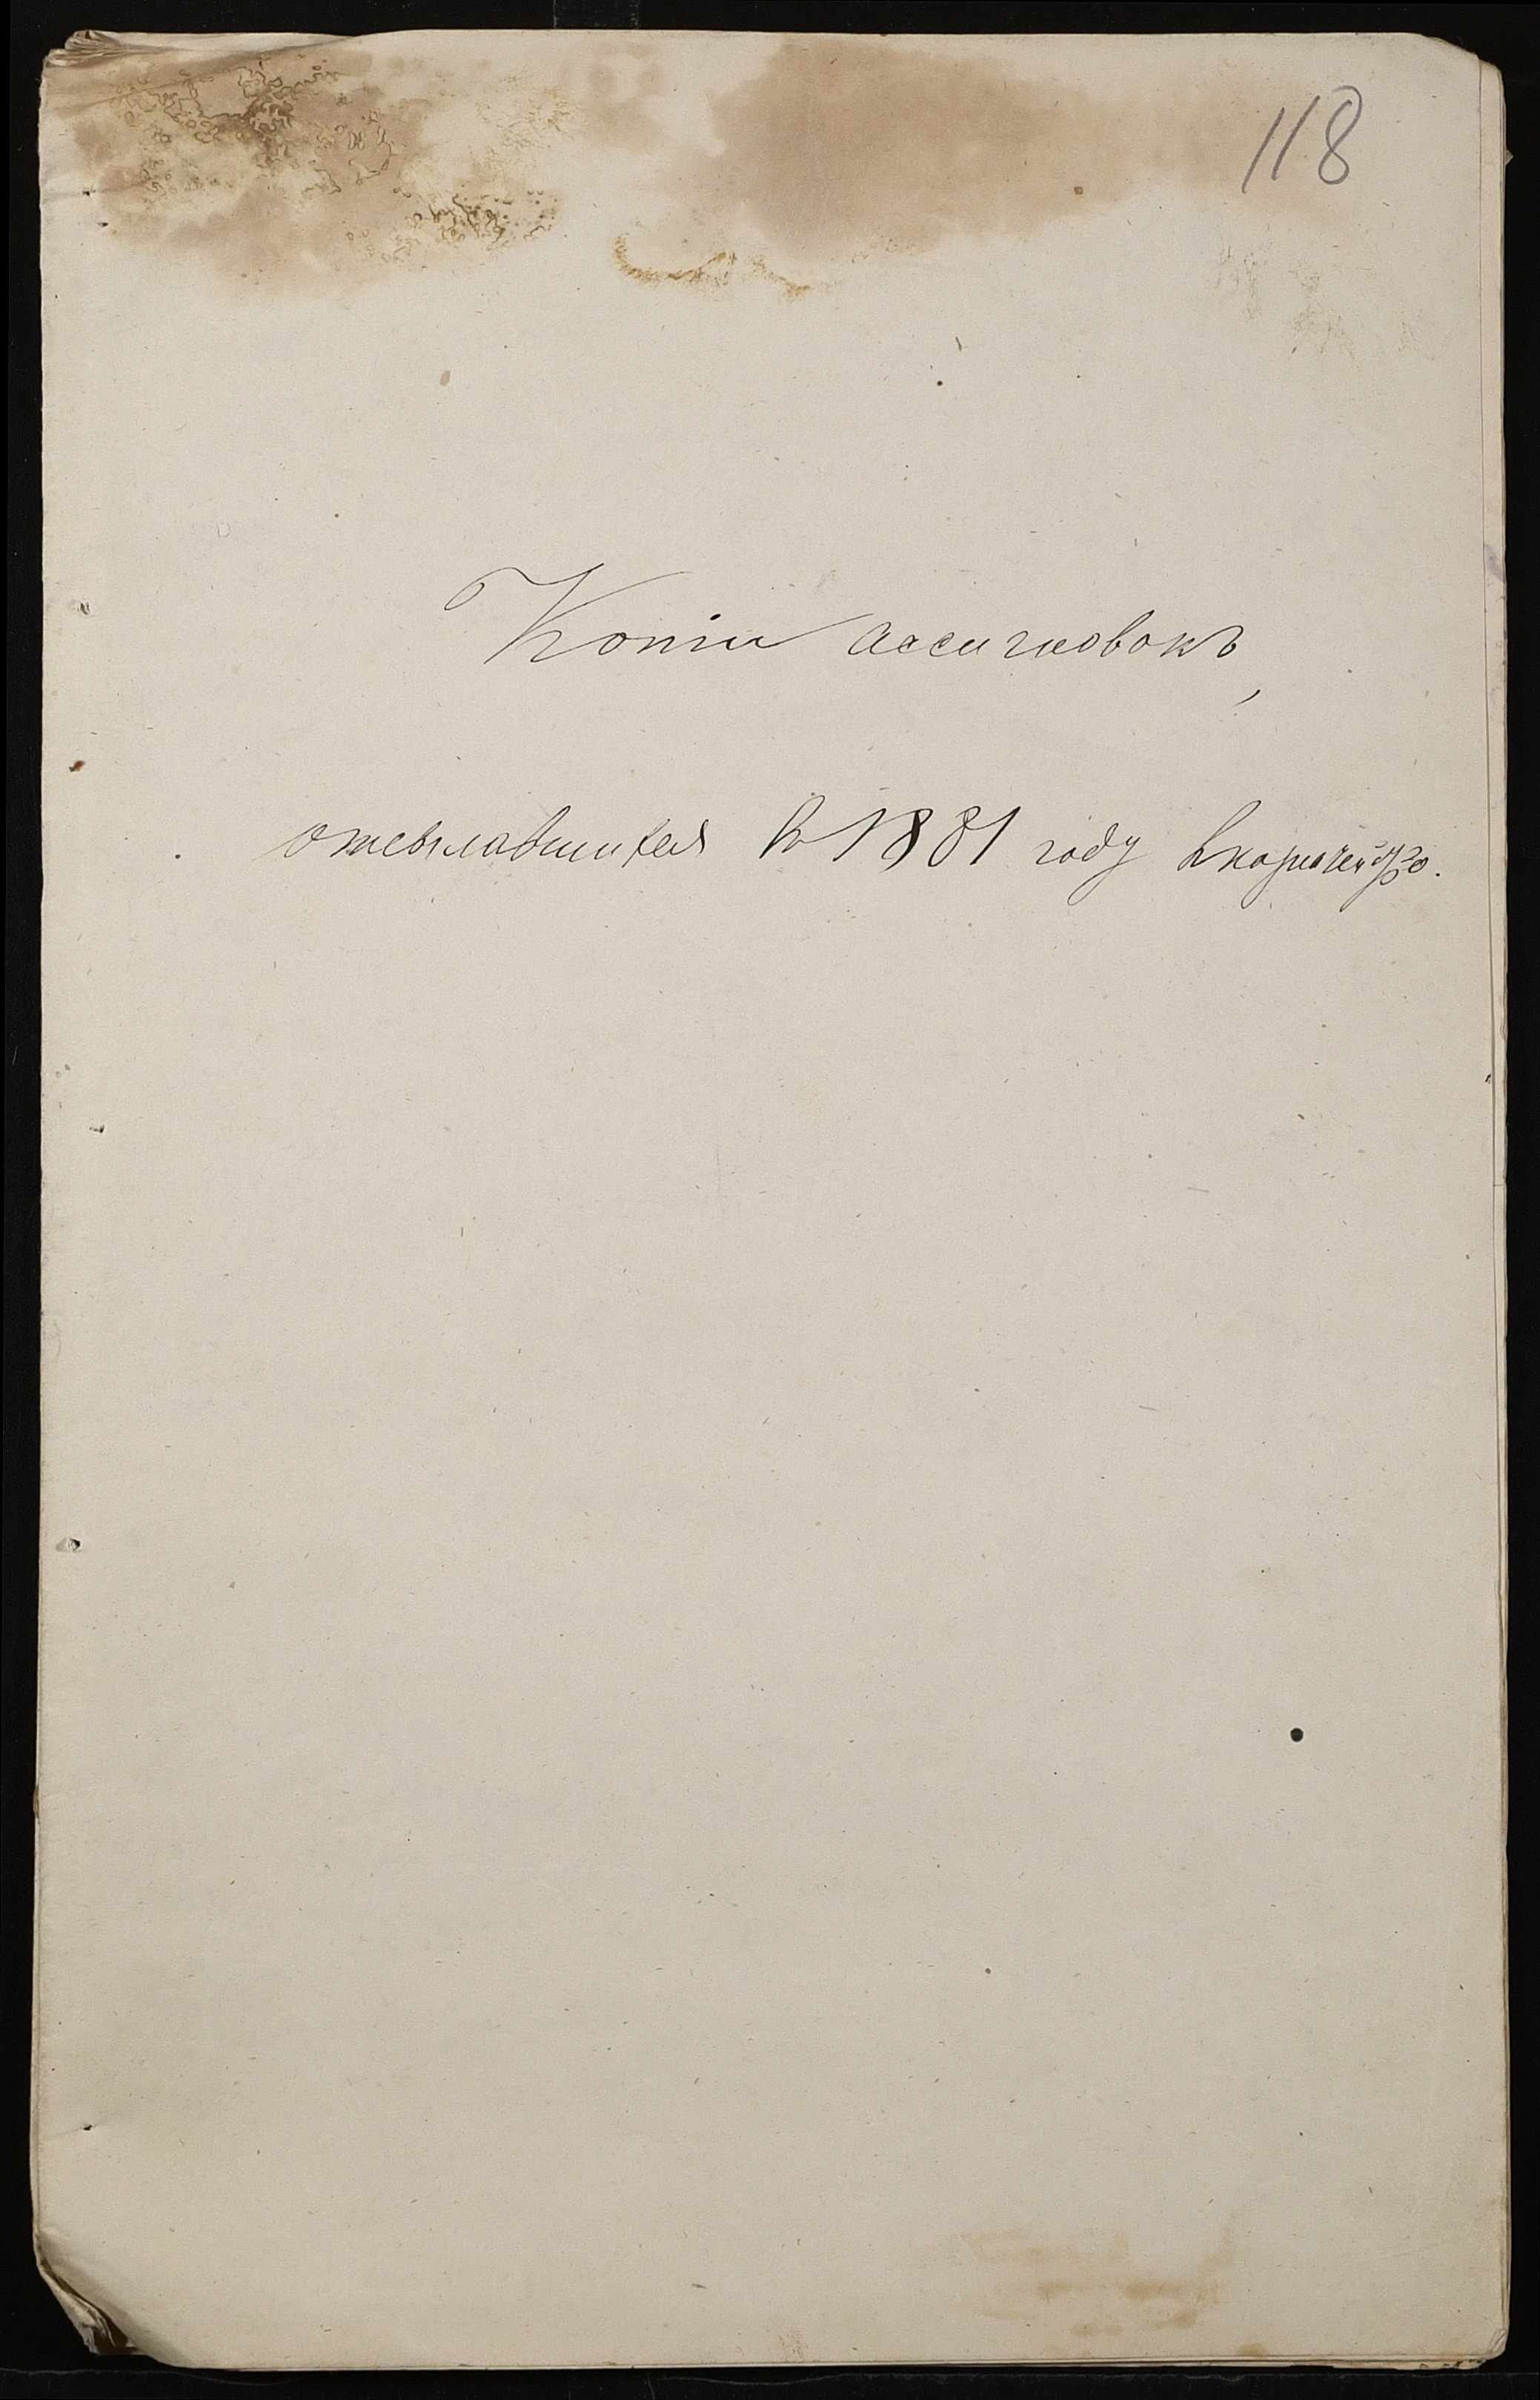 118
Копіи ассигновокъ,
отсылавшихся въ 1881 году въ казначейство.